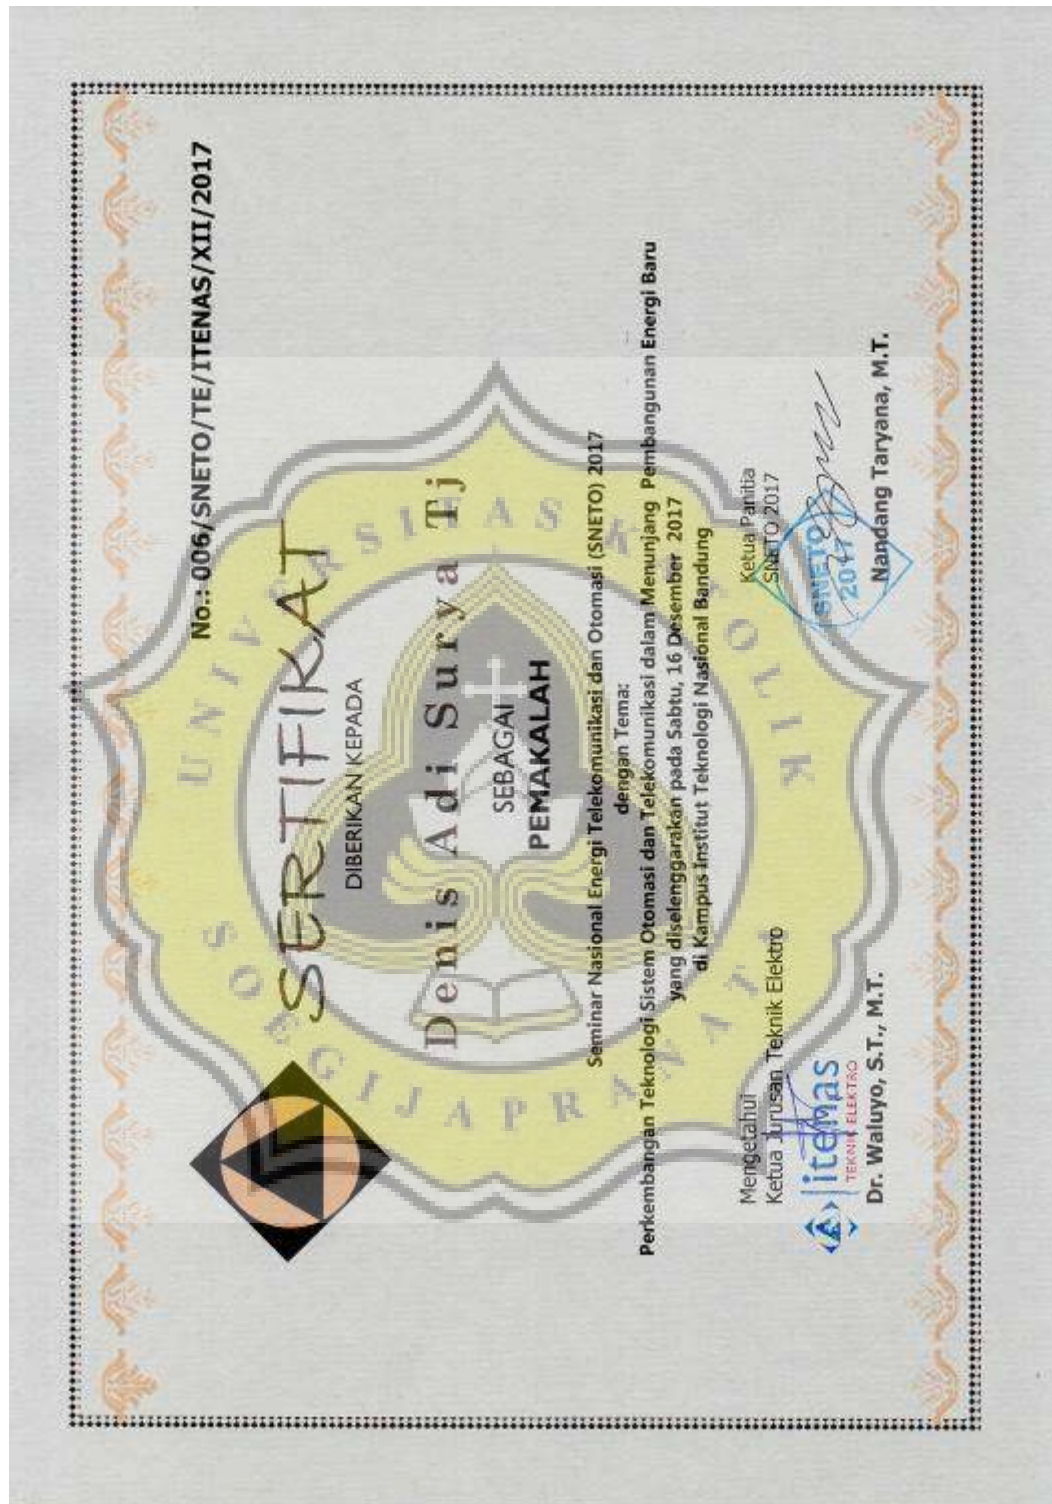 No.: 006/SNETO/TE/ITENAS/XII/2017
SERTIFIKAT
DIBERIKAN KEPADA
Denis Adi Surya Tj
SEBAGAI
PEMAKALAH
Seminar Nasional Energi Telekomunikasi dan Otomasi (SNETO) 2017
dengan Tema:
Perkembangan Teknologi Sistem Otomasi dan Telekomunikasi dalam Menunjang Pembangunan Energi Baru
yang diselenggarakan pada Sabtu, 16 Desember 2017
di Kampus Institut Teknologi Nasional Bandung
Mengetahui
Ketua Jurusan Teknik Elektro
itenas
TEKNIK ELEKTRO
Dr. Waluyo, S.T., M.T.
Ketua Panitia
SNETO 2017
SNETO
2017
Nandang Taryana, M.T.
UNIVERSITAS KATOLIK
SOEGIJAPRANATA